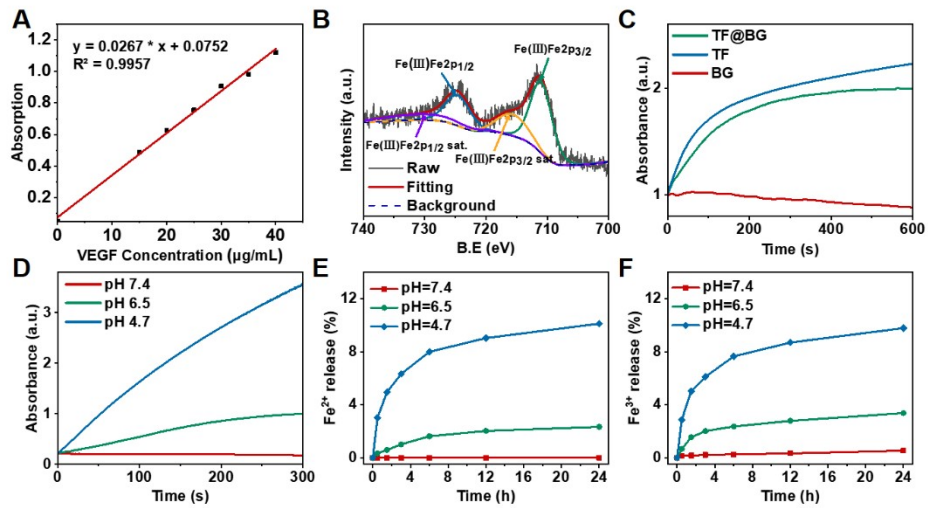 A
y = 0.0267 * x + 0.0752
R² = 0.9957
Absorption
1.2
1.0
0.8
0.6
0.4
0.2
0
10
20
30
40
VEGF Concentration (µg/mL)
B
Fe(III)Fe2p3/2
Fe(III)Fe2p1/2
Fe(III)Fe2p1/2 sat.
Fe(III)Fe2p3/2 sat
Raw
Fitting
Background
Intensity (a.u.)
740
730
720
710
700
B.E (eV)
C
TF@BG
TF
BG
Absorbance (a.u.)
2
1
0
200
400
600
Time (s)
D
pH 7.4
pH 6.5
pH 4.7
Absorbance (a.u.)
3
2
1
0
0
100
200
300
Time (s)
E
pH=7.4
pH=6.5
pH=4.7
Fe²⁺ release (%)
12
8
4
0
0
4
8
12
16
20
24
Time (h)
F
pH=7.4
pH=6.5
pH=4.7
Fe³⁺ release (%)
12
8
4
0
0
4
8
12
16
20
24
Time (h)